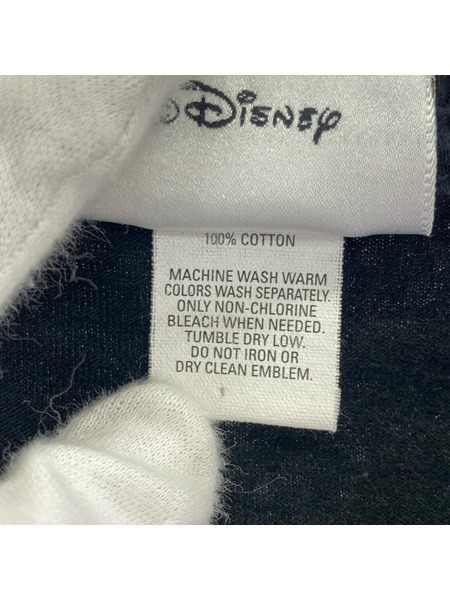 Disney
100% COTTON
MACHINE WASH WARM
COLORS WASH SEPARATELY.
ONLY NON-CHLORINE
BLEACH WHEN NEEDED.
TUMBLE DRY LOW.
DO NOT IRON OR
DRY CLEAN EMBLEM.